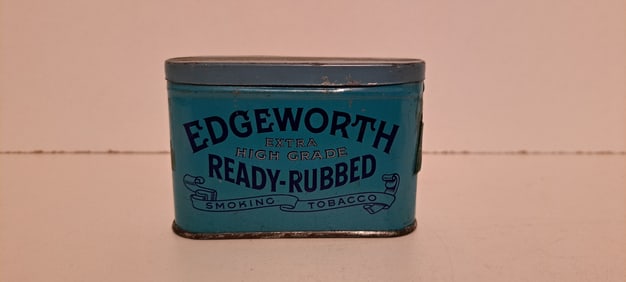 EDGEWORTH
EXTRA
HIGH GRADE
READY-RUBBED
SMOKING TOBACCO